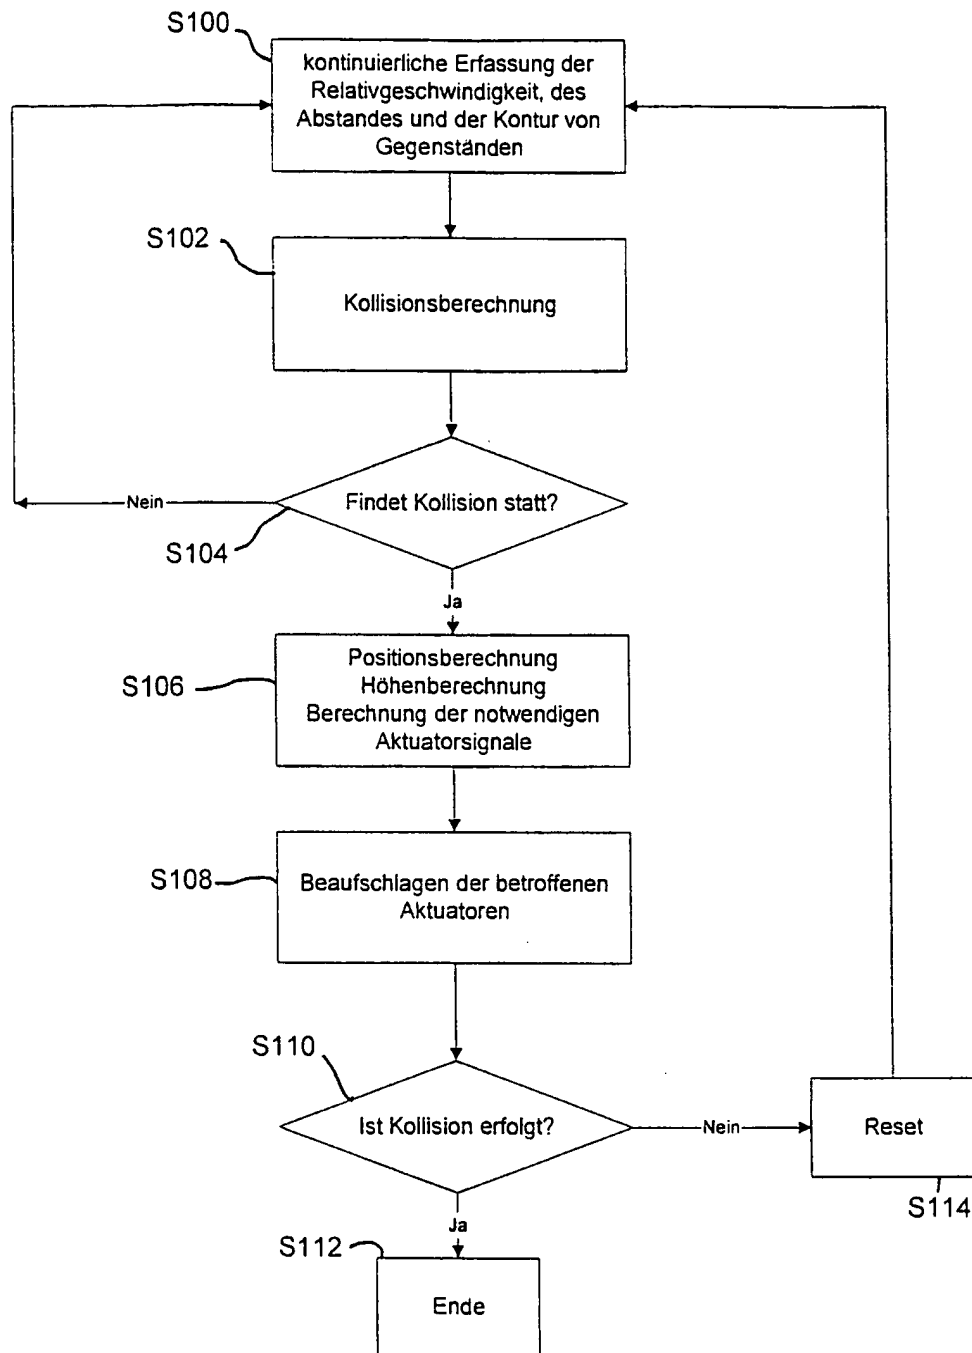 S100
kontinuierliche Erfassung der
Relativgeschwindigkeit, des
Abstandes und der Kontur von
Gegenständen
S102
Kollisionsberechnung
Findet Kollision statt?
Nein
S104
Ja
Positionsberechnung
Höhenberechnung
Berechnung der notwendigen
Aktuatorsignale
S106
Beaufschlagen der betroffenen
Aktuatoren
S108
S110
Ist Kollision erfolgt?
Nein
Reset
S114
Ja
S112
Ende